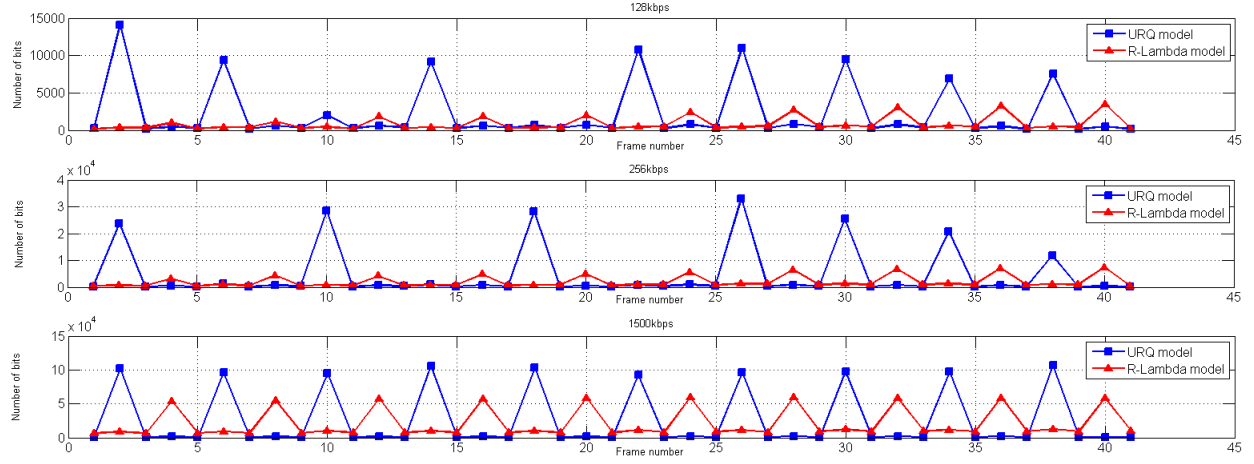 128kbps
15000
10000
5000
0
Number of bits
URQ model
R-Lambda model
0 5 10 15 20 25 30 35 40 45
Frame number
256kbps
x 10^4
4
3
2
1
0
Number of bits
URQ model
R-Lambda model
0 5 10 15 20 25 30 35 40 45
Frame number
1500kbps
x 10^4
15
10
5
0
Number of bits
URQ model
R-Lambda model
0 5 10 15 20 25 30 35 40 45
Frame number